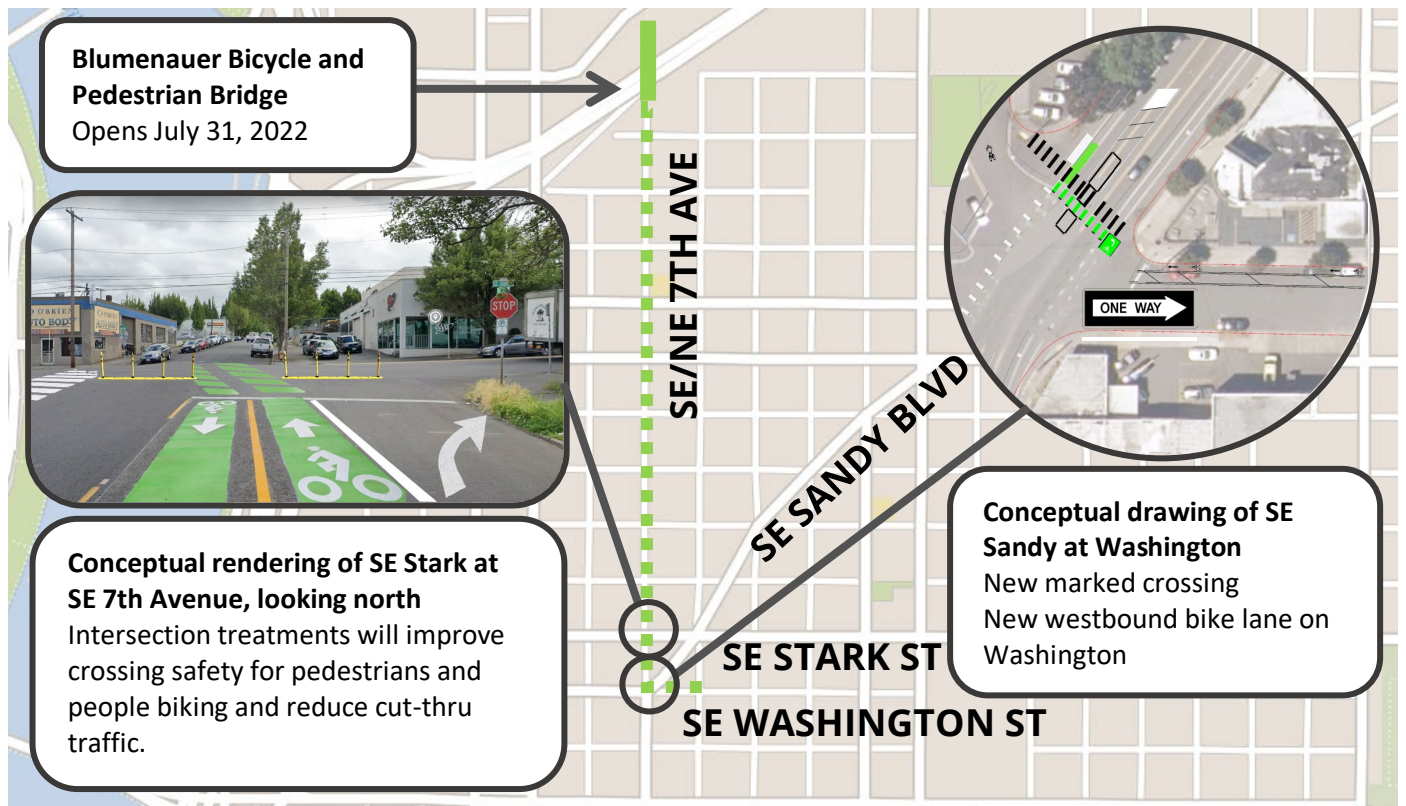 Blumenauer Bicycle and
Pedestrian Bridge
Opens July 31, 2022
SE/NE 7TH AVE
STOP
ONE WAY
SE SANDY BLVD
Conceptual rendering of SE Stark at
SE 7th Avenue, looking north
Intersection treatments will improve
crossing safety for pedestrians and
people biking and reduce cut-thru
traffic.
Conceptual drawing of SE
Sandy at Washington
New marked crossing
New westbound bike lane on
Washington
SE STARK ST
SE WASHINGTON ST